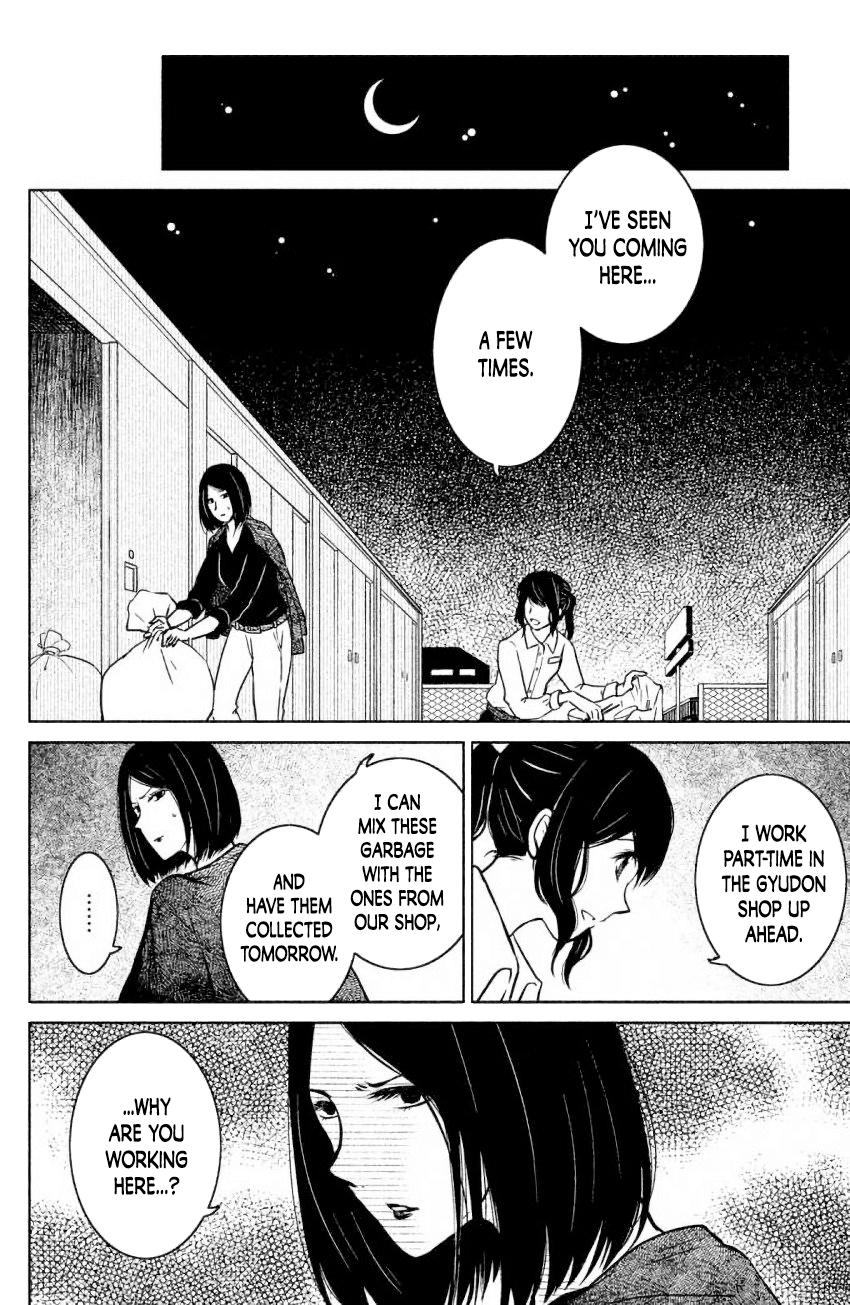 I'VE SEEN
YOU COMING
HERE...
A FEW
TIMES.
I WORK
PART-TIME IN
THE GYUDON
SHOP UP
AHEAD.
I CAN
MIX THESE
GARBAGE
WITH THE
ONES FROM
OUR SHOP,
AND
HAVE THEM
COLLECTED
TOMORROW.
......
...WHY
ARE YOU
WORKING
HERE...?